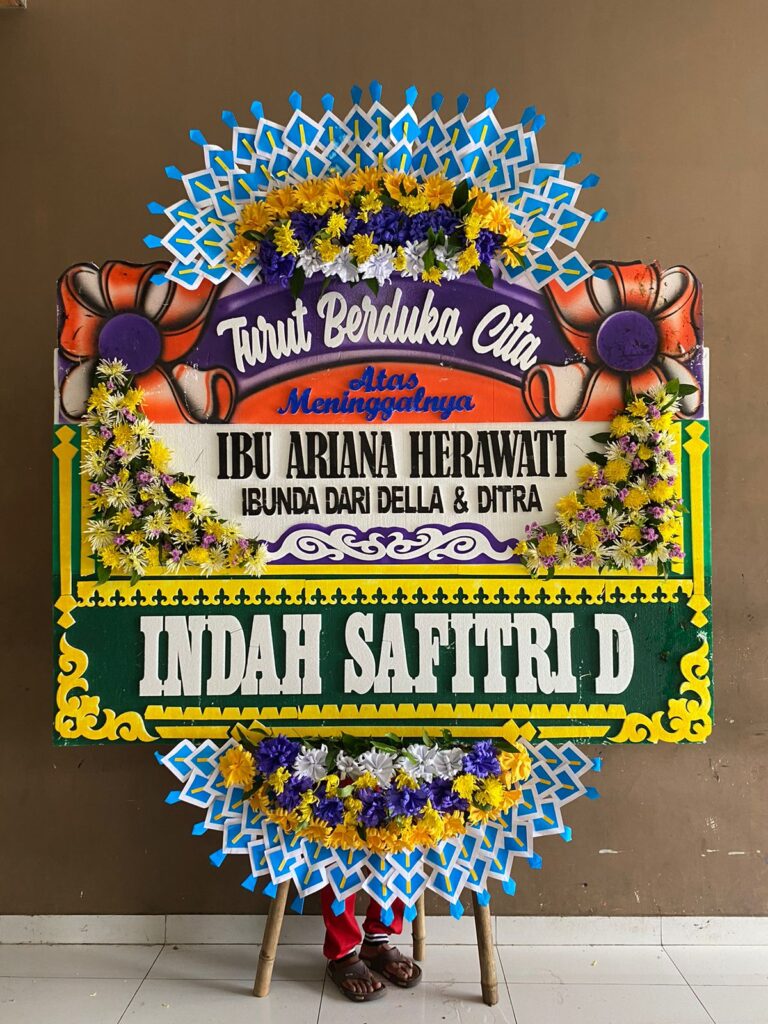 Turut Berduka Cita
Atas
Meninggalnya
IBU ARIANA HERAWATI
IBUNDA DARI DELLA & DITRA
INDAH SAFITRI D